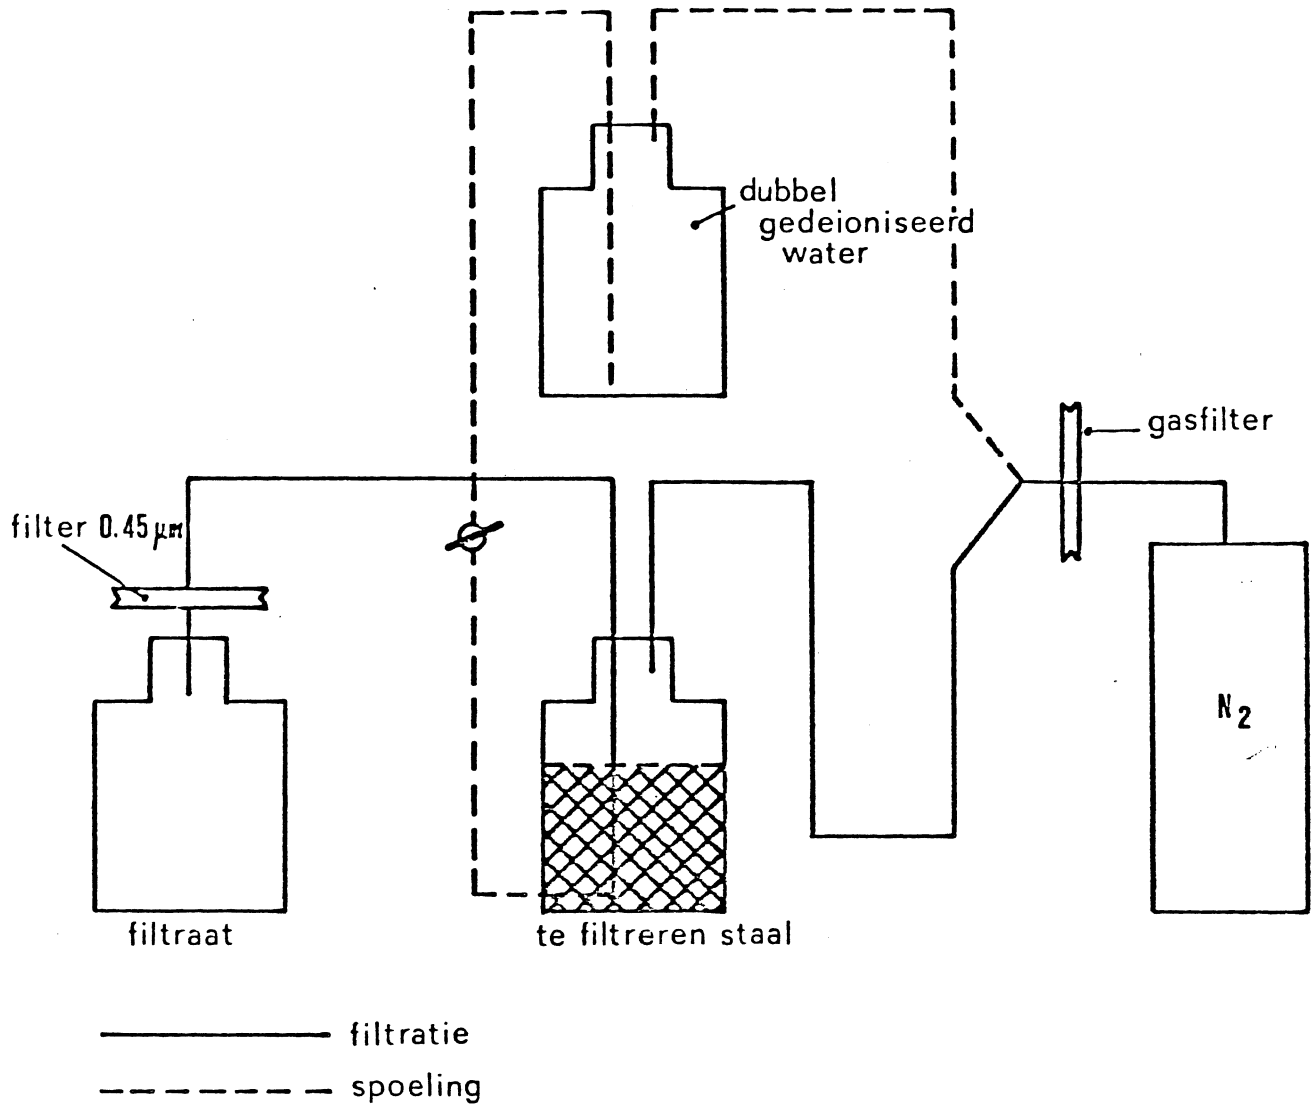 dubbel
gedeioniseerd
water
gasfilter
filter 0.45 µm
N2
filtraat
te filtreren staal
filtratie
spoeling